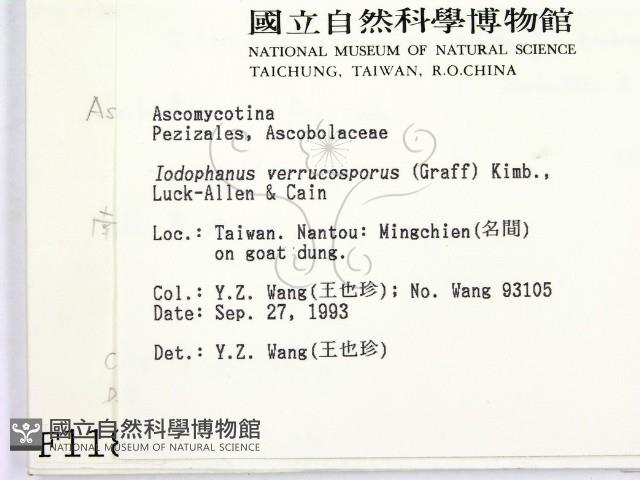 國立自然科學博物館
NATIONAL MUSEUM OF NATURAL SCIENCE
TAICHUNG, TAIWAN, R.O.CHINA
As
Ascomycotina
Pezizales, Ascobolaceae
Iodophanus verrucosporus (Graff) Kimb.,
Luck-Allen & Cain
Loc.: Taiwan. Nantou: Mingchien(名間)
on goat dung.
Col.: Y.Z. Wang(王也珍); No. Wang 93105
Date: Sep. 27, 1993
Det.: Y.Z. Wang(王也珍)
國立自然科學博物館
NATIONAL MUSEUM OF NATURAL SCIENCE
F118